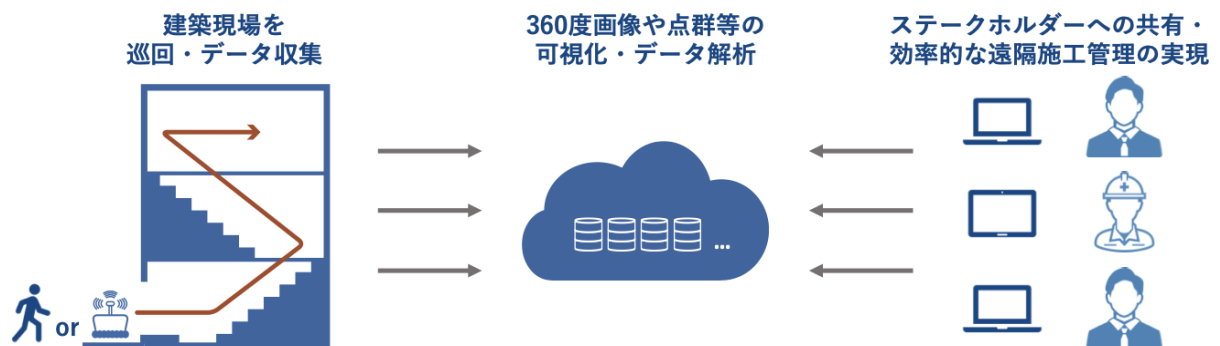 建築現場を
巡回・データ収集
360度画像や点群等の
可視化・データ解析
ステークホルダーへの共有・
効率的な遠隔施工管理の実現
or
...